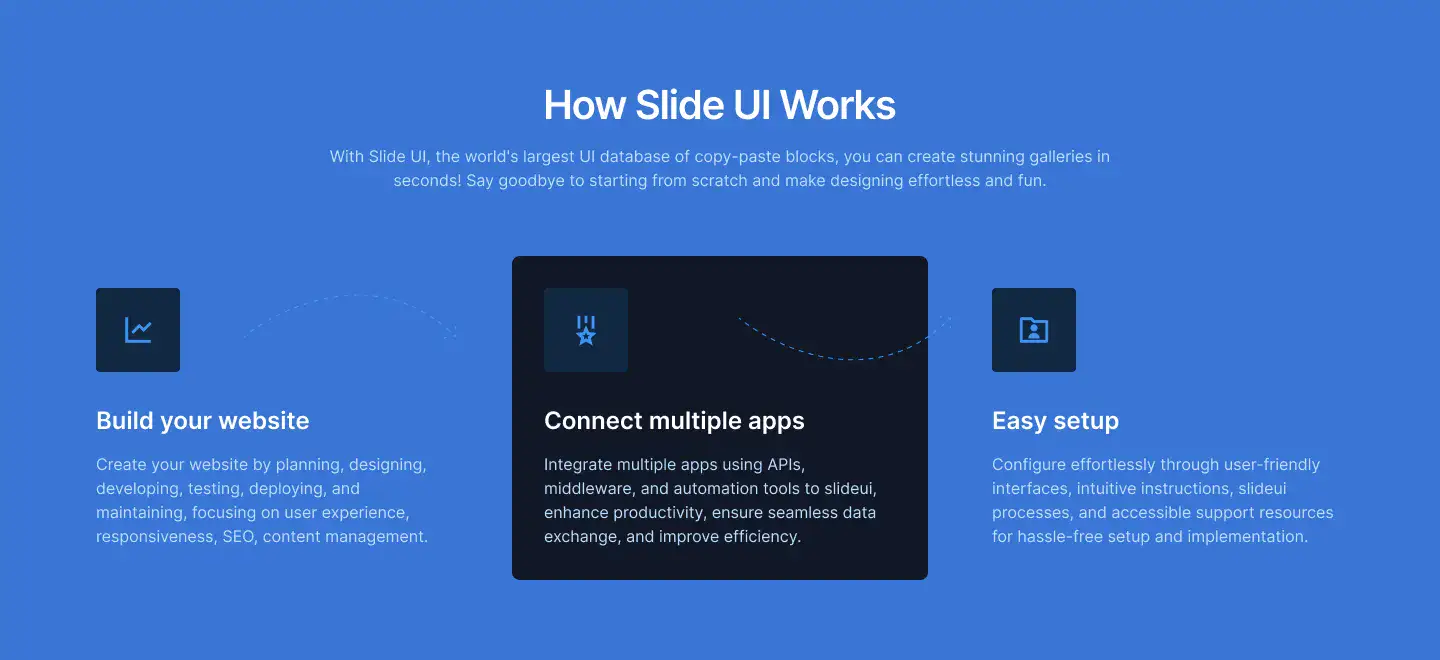 How Slide UI Works
With Slide UI, the world's largest UI database of copy-paste blocks, you can create stunning galleries in
seconds! Say goodbye to starting from scratch and make designing effortless and fun.
Build your website
Create your website by planning, designing,
developing, testing, deploying, and
maintaining, focusing on user experience,
responsiveness, SEO, content management.
Connect multiple apps
Integrate multiple apps using APIs,
middleware, and automation tools to slideui,
enhance productivity, ensure seamless data
exchange, and improve efficiency.
Easy setup
Configure effortlessly through user-friendly
interfaces, intuitive instructions, slideui
processes, and accessible support resources
for hassle-free setup and implementation.